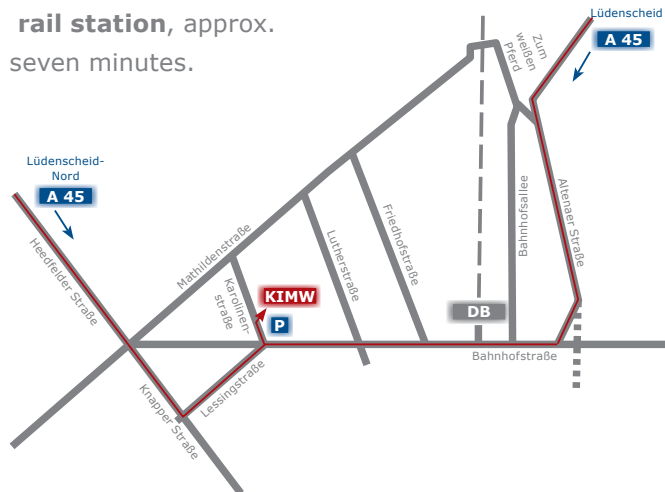 rail station, approx.
seven minutes.
Lüdenscheid
A 45
Zum
weißen
Pferd
Lüdenscheid-
Nord
A 45
Heedfelder Straße
Mathildenstraße
Karolinen-
straße
KIMW
P
Lutherstraße
Friedhofstraße
Bahnhofsallee
Altenaer Straße
DB
Bahnhofstraße
Lessingstraße
Knapper Straße